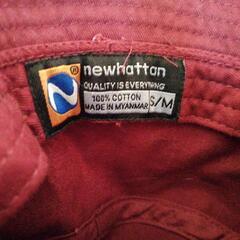 ®
newhattan
QUALITY IS EVERYTHING
100% COTTON
MADE IN MYANMAR
S/M